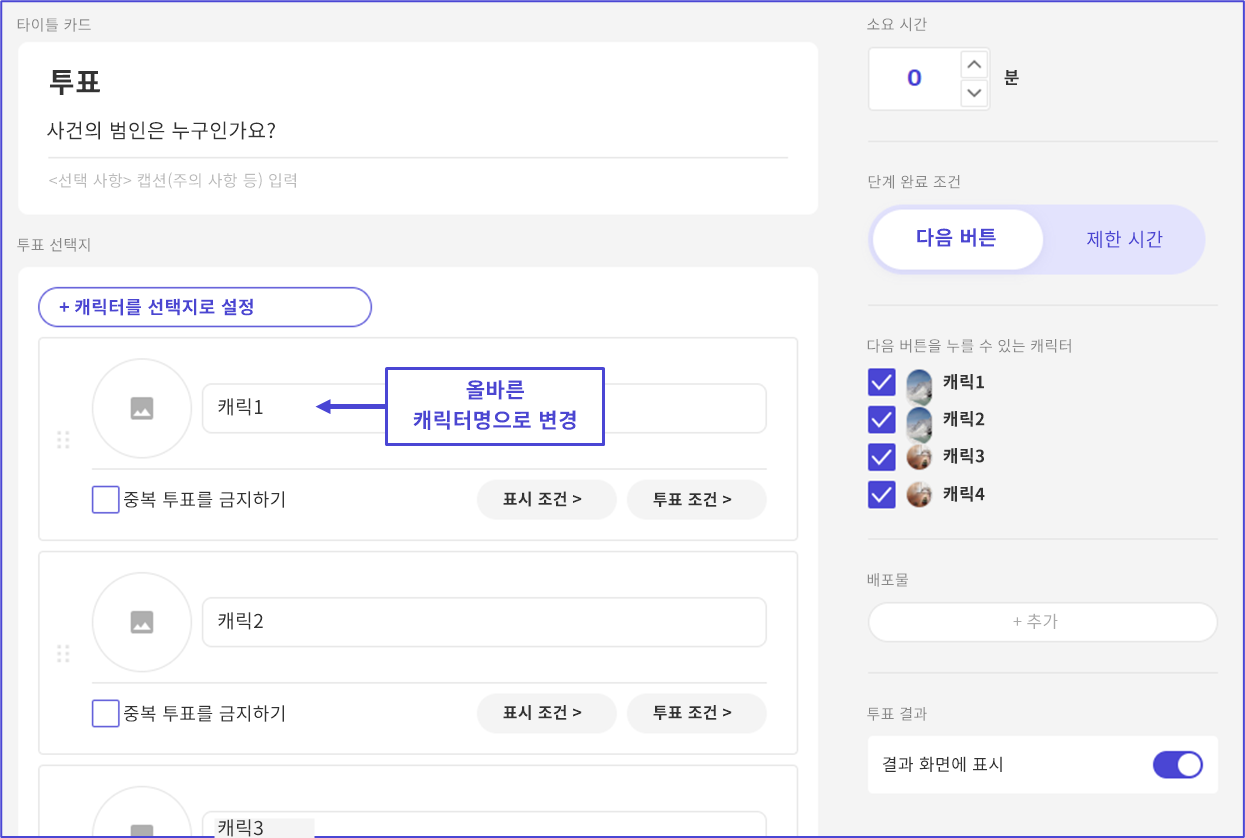 타이틀 카드
투표
사건의 범인은 누구인가요?
<선택 사항> 캡션(주의 사항 등) 입력
투표 선택지
+ 캐릭터를 선택지로 설정
캐릭1
올바른
캐릭터명으로 변경
중복 투표를 금지하기
표시 조건 >
투표 조건 >
캐릭2
중복 투표를 금지하기
표시 조건 >
투표 조건 >
캐릭3
소요 시간
0
분
단계 완료 조건
다음 버튼
제한 시간
다음 버튼을 누를 수 있는 캐릭터
캐릭1
캐릭2
캐릭3
캐릭4
배포물
+ 추가
투표 결과
결과 화면에 표시